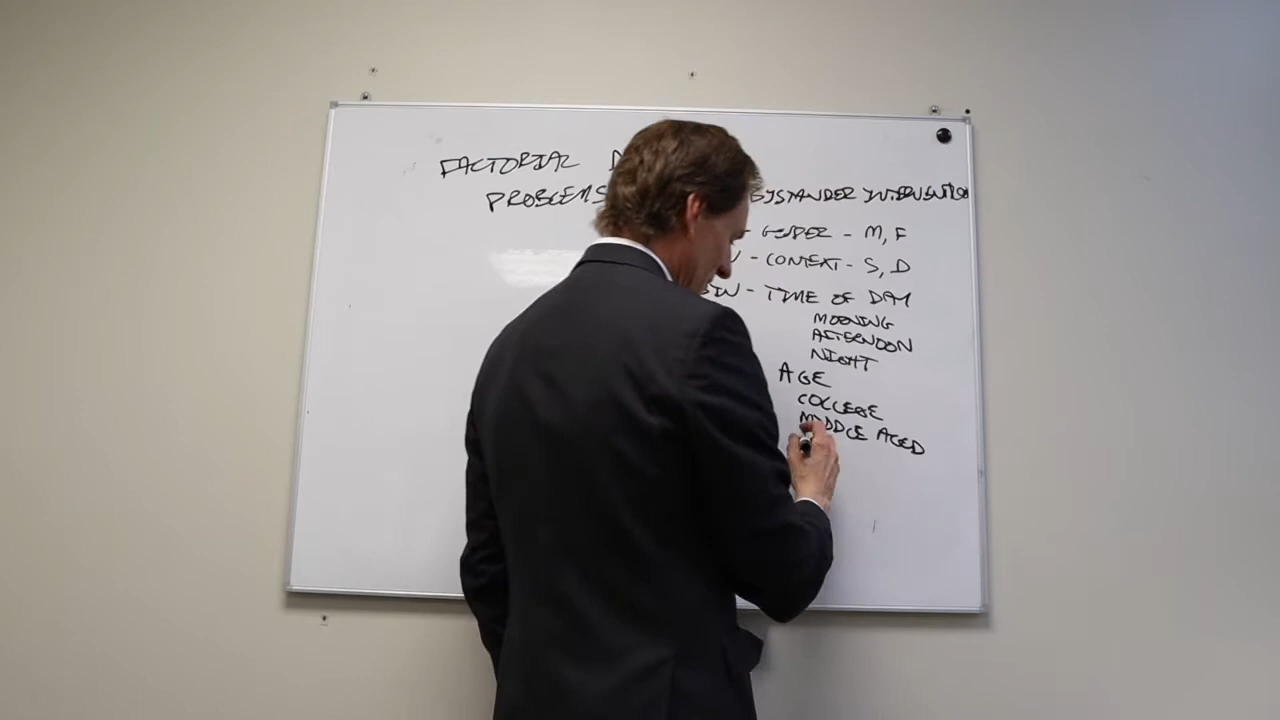 FACTORIAL D
PROBLEMS BYSTANDER INTERVENTION
- GENDER - M, F
- CONTEXT - S, D
- TIME OF DAY
MORNING
AFTERNOON
NIGHT
AGE
COLLEGE
MIDDLE AGED